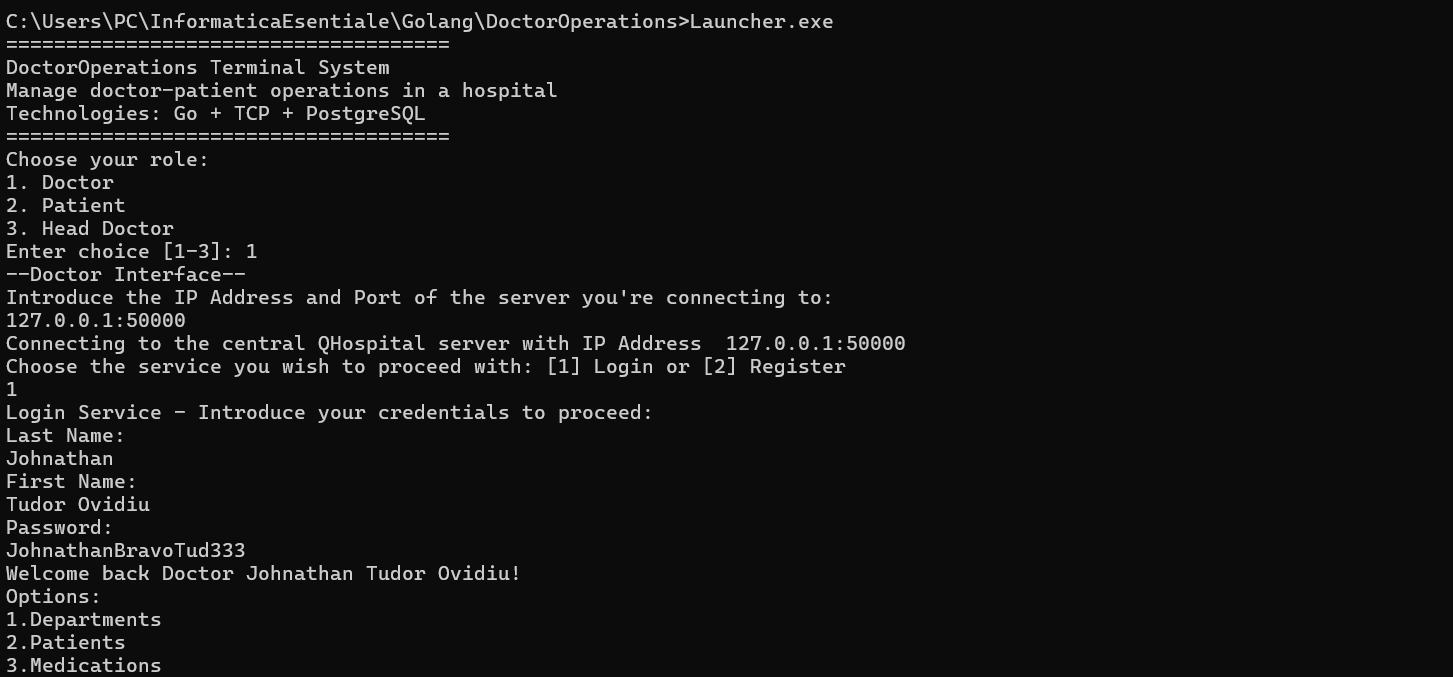 C:\Users\PC\InformaticaEsentiale\Golang\DoctorOperations>Launcher.exe
=====================================
DoctorOperations Terminal System
Manage doctor-patient operations in a hospital
Technologies: Go + TCP + PostgreSQL
=====================================
Choose your role:
1. Doctor
2. Patient
3. Head Doctor
Enter choice [1-3]: 1
--Doctor Interface--
Introduce the IP Address and Port of the server you're connecting to:
127.0.0.1:50000
Connecting to the central QHospital server with IP Address  127.0.0.1:50000
Choose the service you wish to proceed with: [1] Login or [2] Register
1
Login Service - Introduce your credentials to proceed:
Last Name:
Johnathan
First Name:
Tudor Ovidiu
Password:
JohnathanBravoTud333
Welcome back Doctor Johnathan Tudor Ovidiu!
Options:
1.Departments
2.Patients
3.Medications